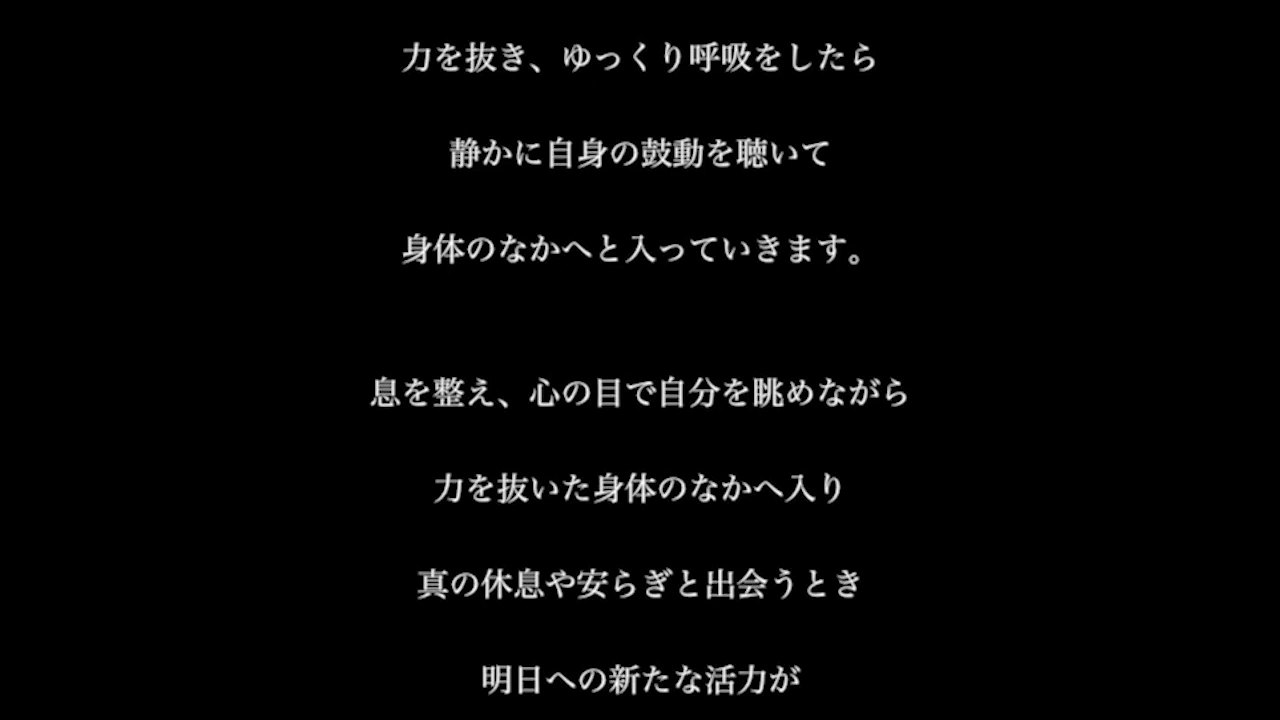 力を抜き、ゆっくり呼吸をしたら
静かに自身の鼓動を聴いて
身体のなかへと入っていきます。
息を整え、心の目で自分を眺めながら
力を抜いた身体のなかへ入り
真の休息や安らぎと出会うとき
明日への新たな活力が